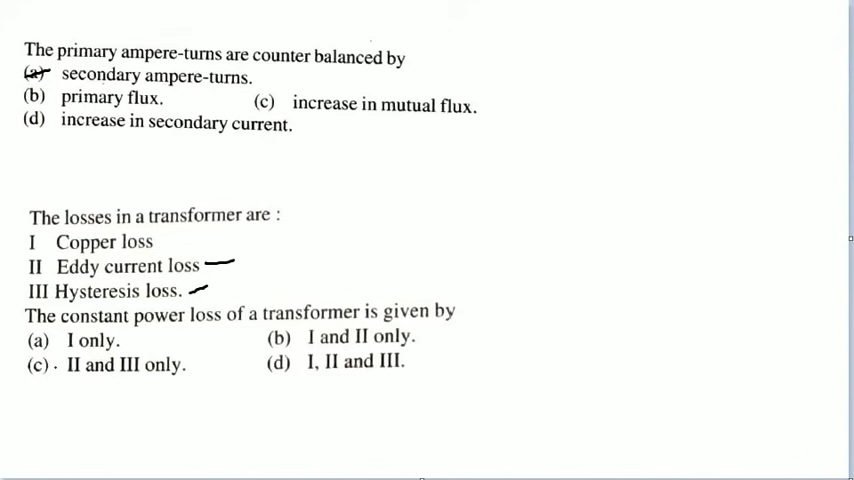 The primary ampere-turns are counter balanced by
(a) secondary ampere-turns.
(b) primary flux. (c) increase in mutual flux.
(d) increase in secondary current.
The losses in a transformer are :
I Copper loss
II Eddy current loss
III Hysteresis loss.
The constant power loss of a transformer is given by
(a) I only. (b) I and II only.
(c) · II and III only. (d) I, II and III.